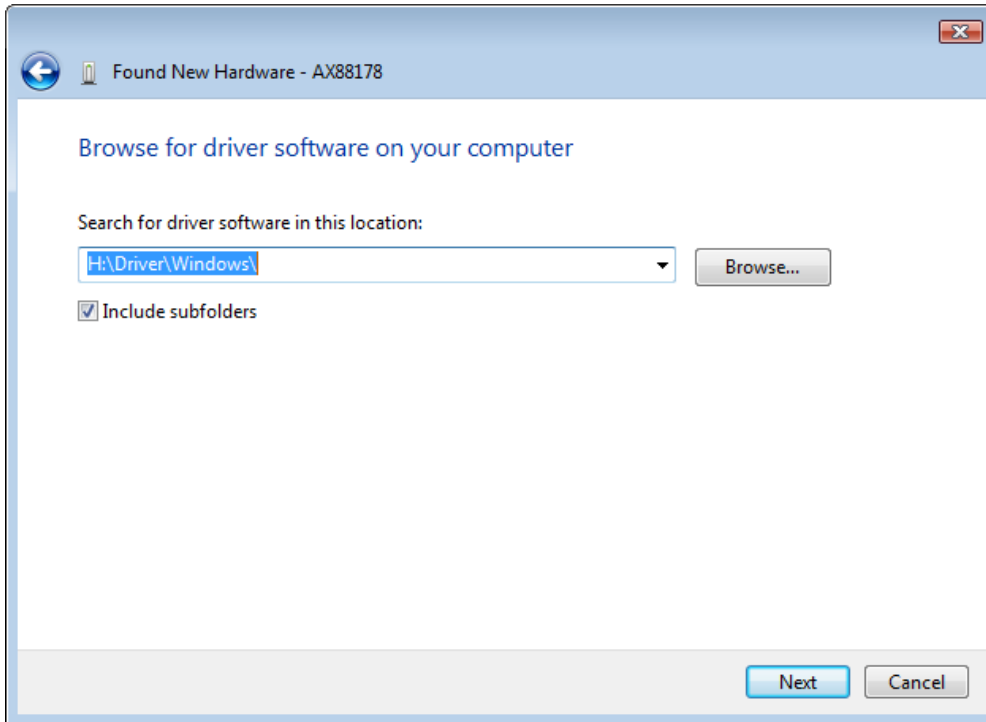 Found New Hardware - AX88178
Browse for driver software on your computer
Search for driver software in this location:
H:\Driver\Windows\
Browse...
Include subfolders
Next
Cancel